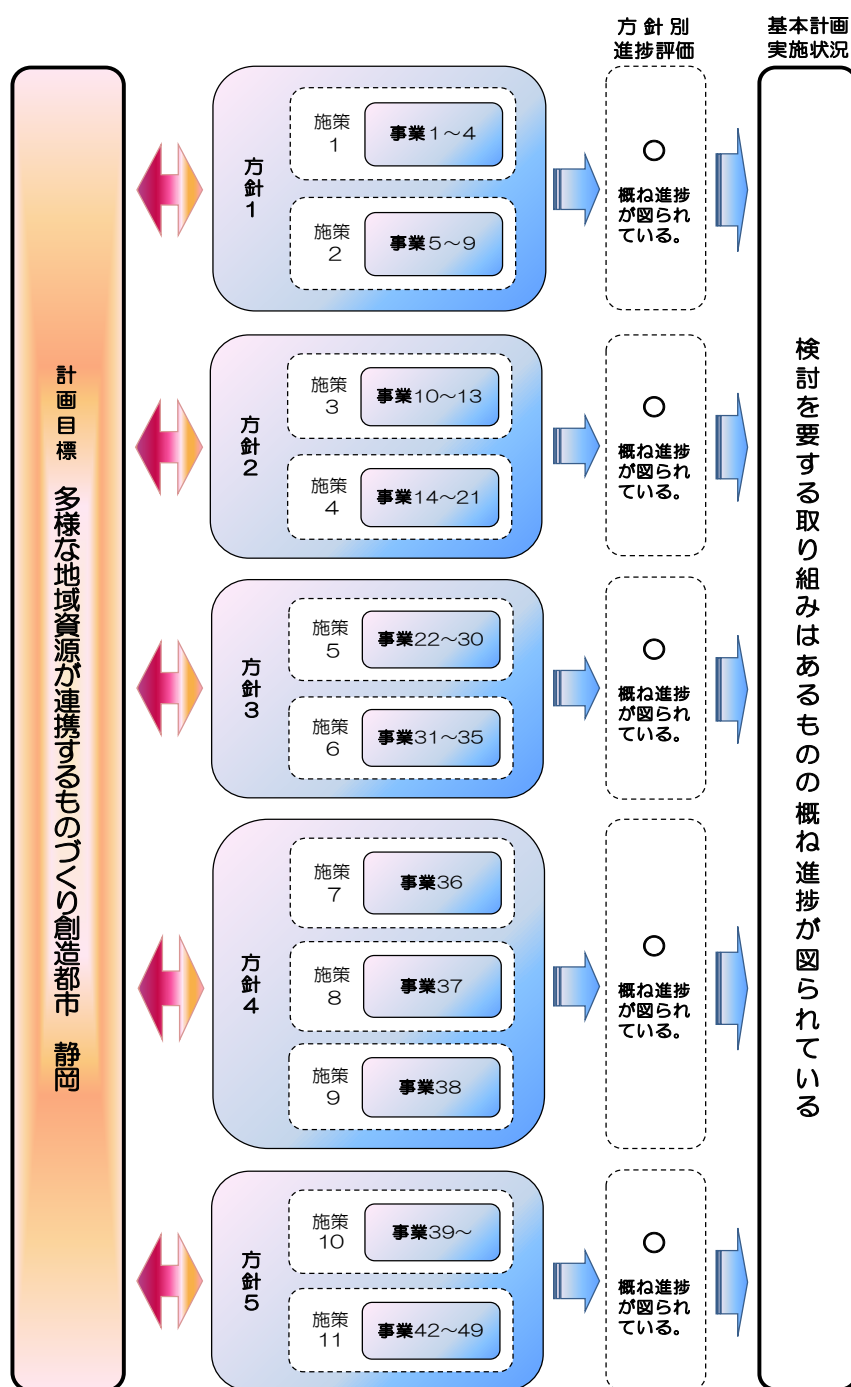 方針別
進捗評価
基本計画
実施状況
計画目標　多様な地域資源が連携するものづくり創造都市　静岡
方針1
施策
1
事業1～4
施策
2
事業5～9
○
概ね進捗
が図られ
ている。
方針2
施策
3
事業10～13
施策
4
事業14～21
○
概ね進捗
が図られ
ている。
方針3
施策
5
事業22～30
施策
6
事業31～35
○
概ね進捗
が図られ
ている。
方針4
施策
7
事業36
施策
8
事業37
施策
9
事業38
○
概ね進捗
が図られ
ている。
方針5
施策
10
事業39～
施策
11
事業42～49
○
概ね進捗
が図られ
ている。
検討を要する取り組みはあるものの概ね進捗が図られている